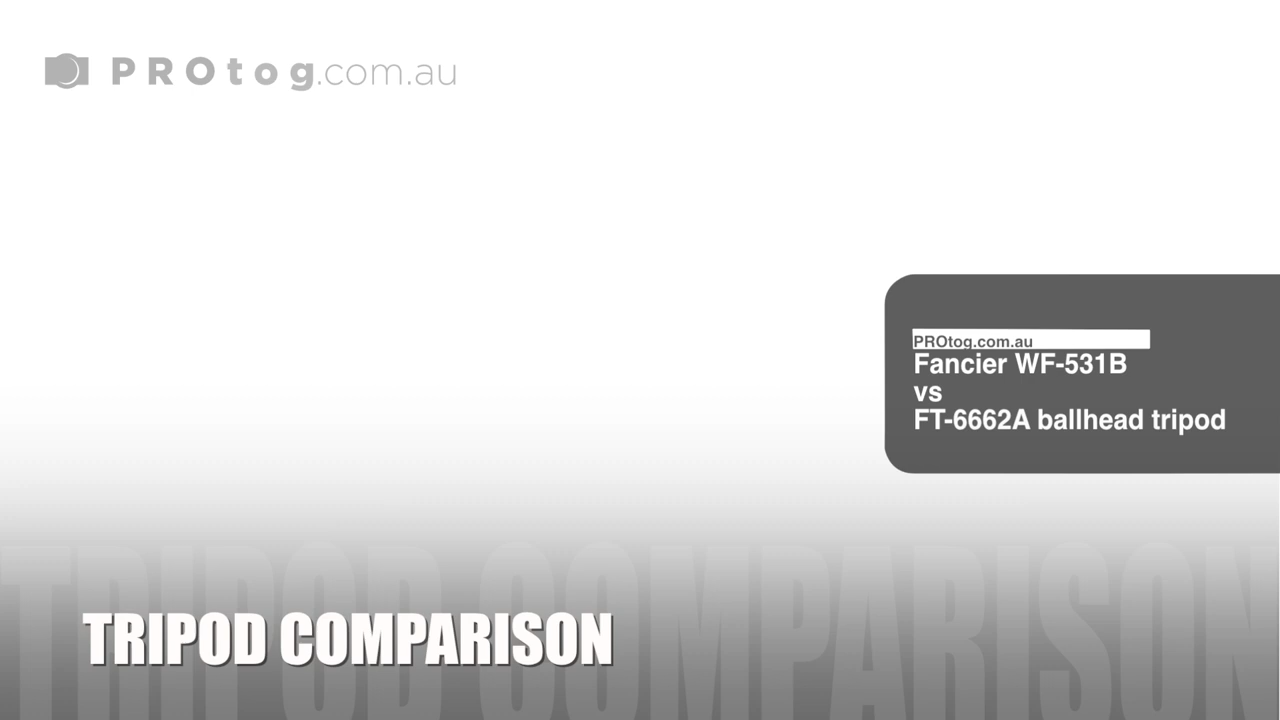 PROtog.com.au
PROtog.com.au
Fancier WF-531B
vs
FT-6662A ballhead tripod
TRIPOD COMPARISON
TRIPOD COMPARISON